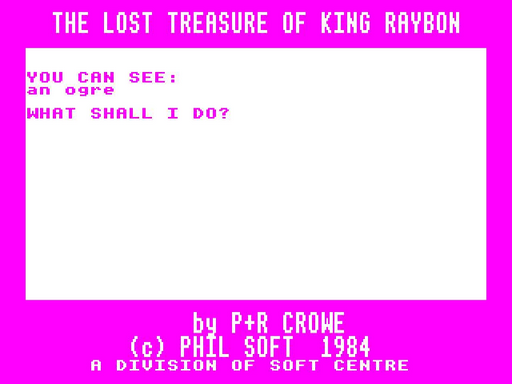 THE LOST TREASURE OF KING RAYBON
YOU CAN SEE:
an ogre
WHAT SHALL I DO?
by P+R CROWE
(c) PHIL SOFT 1984
A DIVISION OF SOFT CENTRE